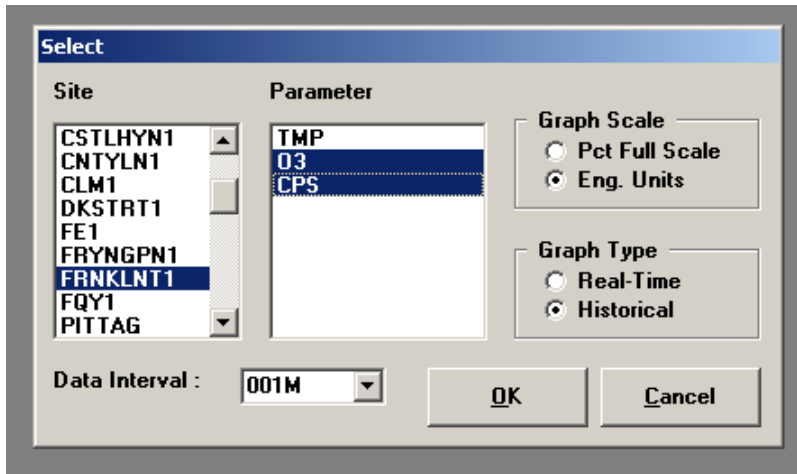 Select
Site
CSTLHYN1
CNTYLN1
CLM1
DKSTRT1
FE1
FRYNGPN1
FRNKLNT1
FQY1
PITTAG
Parameter
TMP
O3
CPS
Graph Scale
Pct Full Scale
Eng. Units
Graph Type
Real-Time
Historical
Data Interval :
001M
OK
Cancel